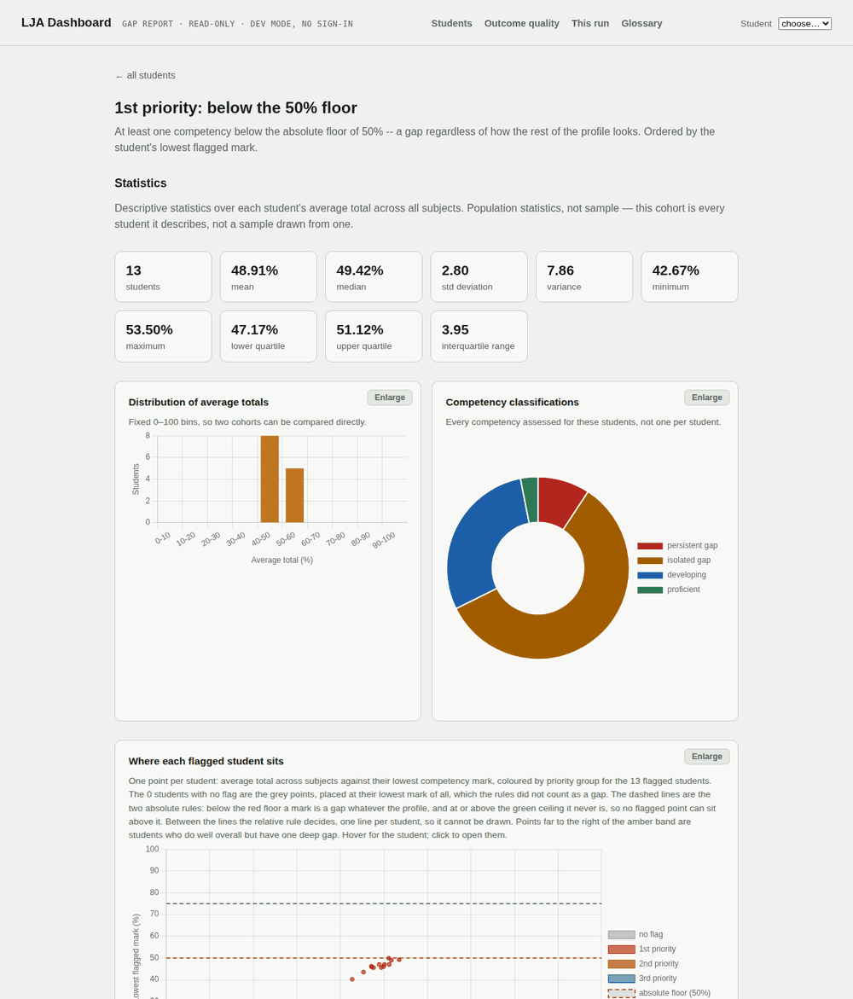 LJA Dashboard GAP REPORT · READ-ONLY · DEV MODE, NO SIGN-IN Students Outcome quality This run Glossary Student choose...
← all students
1st priority: below the 50% floor
At least one competency below the absolute floor of 50% -- a gap regardless of how the rest of the profile looks. Ordered by the
student's lowest flagged mark.
Statistics
Descriptive statistics over each student's average total across all subjects. Population statistics, not sample — this cohort is every
student it describes, not a sample drawn from one.
13 48.91% 49.42% 2.80 7.86 42.67%
students mean median std deviation variance minimum
53.50% 47.17% 51.12% 3.95
maximum lower quartile upper quartile interquartile range
Distribution of average totals Enlarge
Fixed 0–100 bins, so two cohorts can be compared directly.
8
6
4
2
0
Students
0-10 10-20 20-30 30-40 40-50 50-60 60-70 70-80 80-90 90-100
Average total (%)
Competency classifications Enlarge
Every competency assessed for these students, not one per student.
persistent gap
isolated gap
developing
proficient
Where each flagged student sits Enlarge
One point per student: average total across subjects against their lowest competency mark, coloured by priority group for the 13 flagged students.
The 0 students with no flag are the grey points, placed at their lowest mark of all, which the rules did not count as a gap. The dashed lines are the
two absolute rules: below the red floor a mark is a gap whatever the profile, and at or above the green ceiling it never is, so no flagged point can sit
above it. Between the lines the relative rule decides, one line per student, so it cannot be drawn. Points far to the right of the amber band are
students who do well overall but have one deep gap. Hover for the student; click to open them.
100
90
80
70
60
50
40
flagged mark (%)
no flag
1st priority
2nd priority
3rd priority
absolute floor (50%)